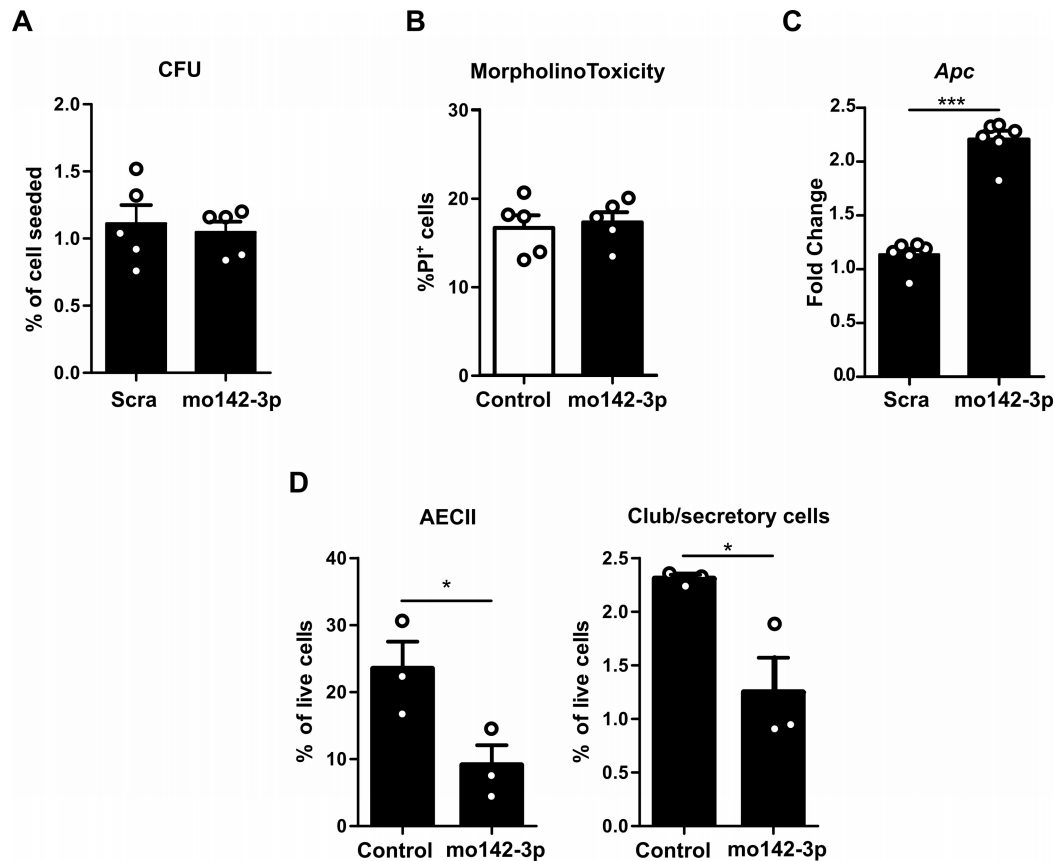 A
CFU
% of cell seeded
2.0
1.5
1.0
0.5
0.0
Scra mo142-3p
B
MorpholinoToxicity
%PI+ cells
30
20
10
0
Control mo142-3p
C
Apc
***
Fold Change
2.5
2.0
1.5
1.0
0.5
0.0
Scra mo142-3p
D
AECII
*
% of live cells
40
30
20
10
0
Control mo142-3p
Club/secretory cells
*
% of live cells
2.5
2.0
1.5
1.0
0.5
0.0
Control mo142-3p